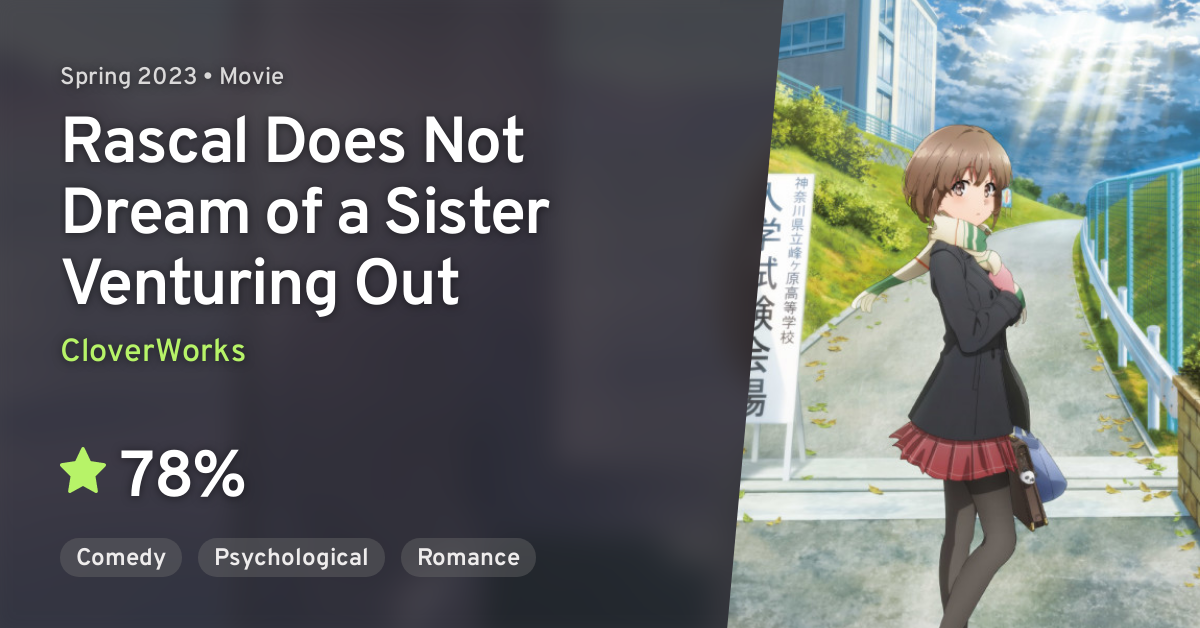 Spring 2023 • Movie
Rascal Does Not
Dream of a Sister
Venturing Out
CloverWorks
78%
Comedy
Psychological
Romance
神奈川県立峰ヶ原高等学校
入学試験会場